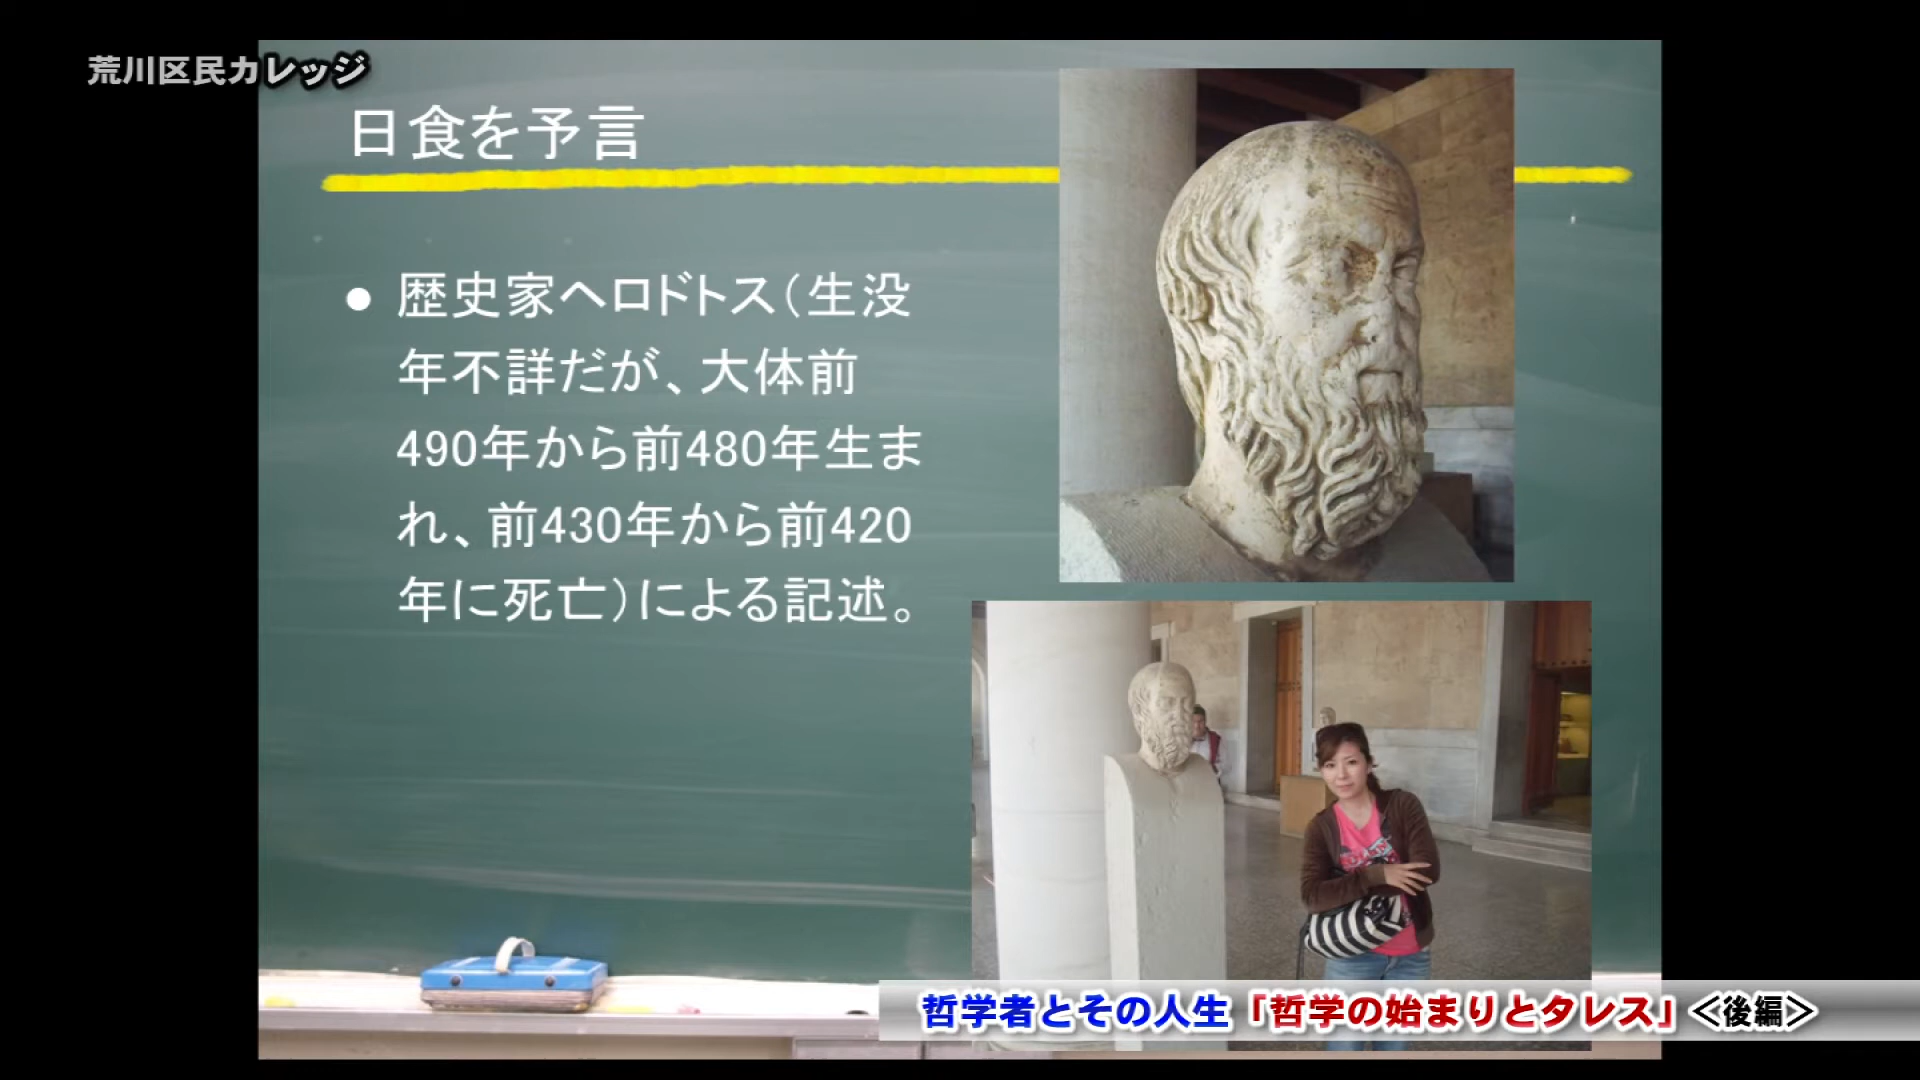 荒川区民カレッジ
日食を予言
● 歴史家ヘロドトス（生没
年不詳だが、大体前
490年から前480年生ま
れ、前430年から前420
年に死亡）による記述。
哲学者とその人生「哲学の始まりとタレス」＜後編＞